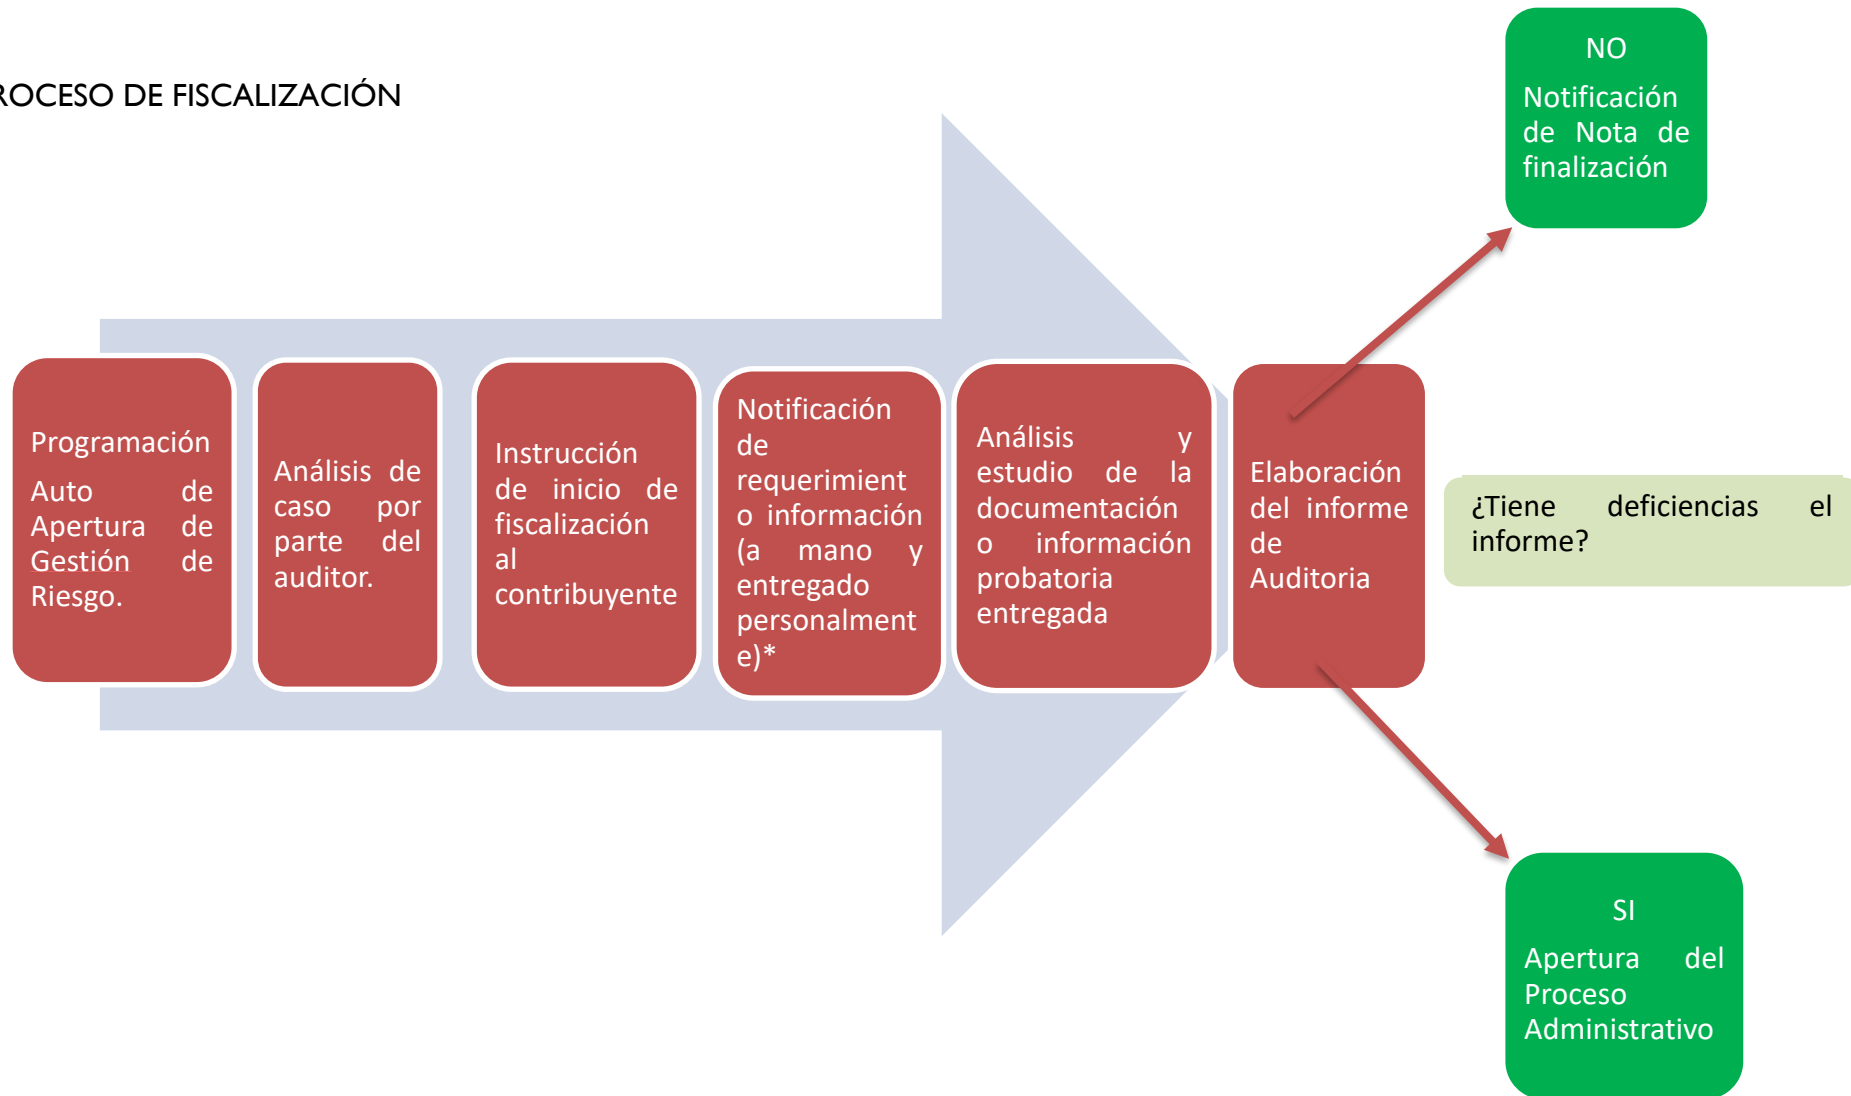 ROCESO DE FISCALIZACIÓN
Programación
Auto de
Apertura de
Gestión de
Riesgo.
Análisis de
caso por
parte del
auditor.
Instrucción
de inicio de
fiscalización
al
contribuyente
Notificación
de
requerimient
o información
(a mano y
entregado
personalment
e)*
Análisis y
estudio de la
documentación
o información
probatoria
entregada
Elaboración
del informe
de
Auditoria
¿Tiene deficiencias el
informe?
NO
Notificación
de Nota de
finalización
SI
Apertura del
Proceso
Administrativo